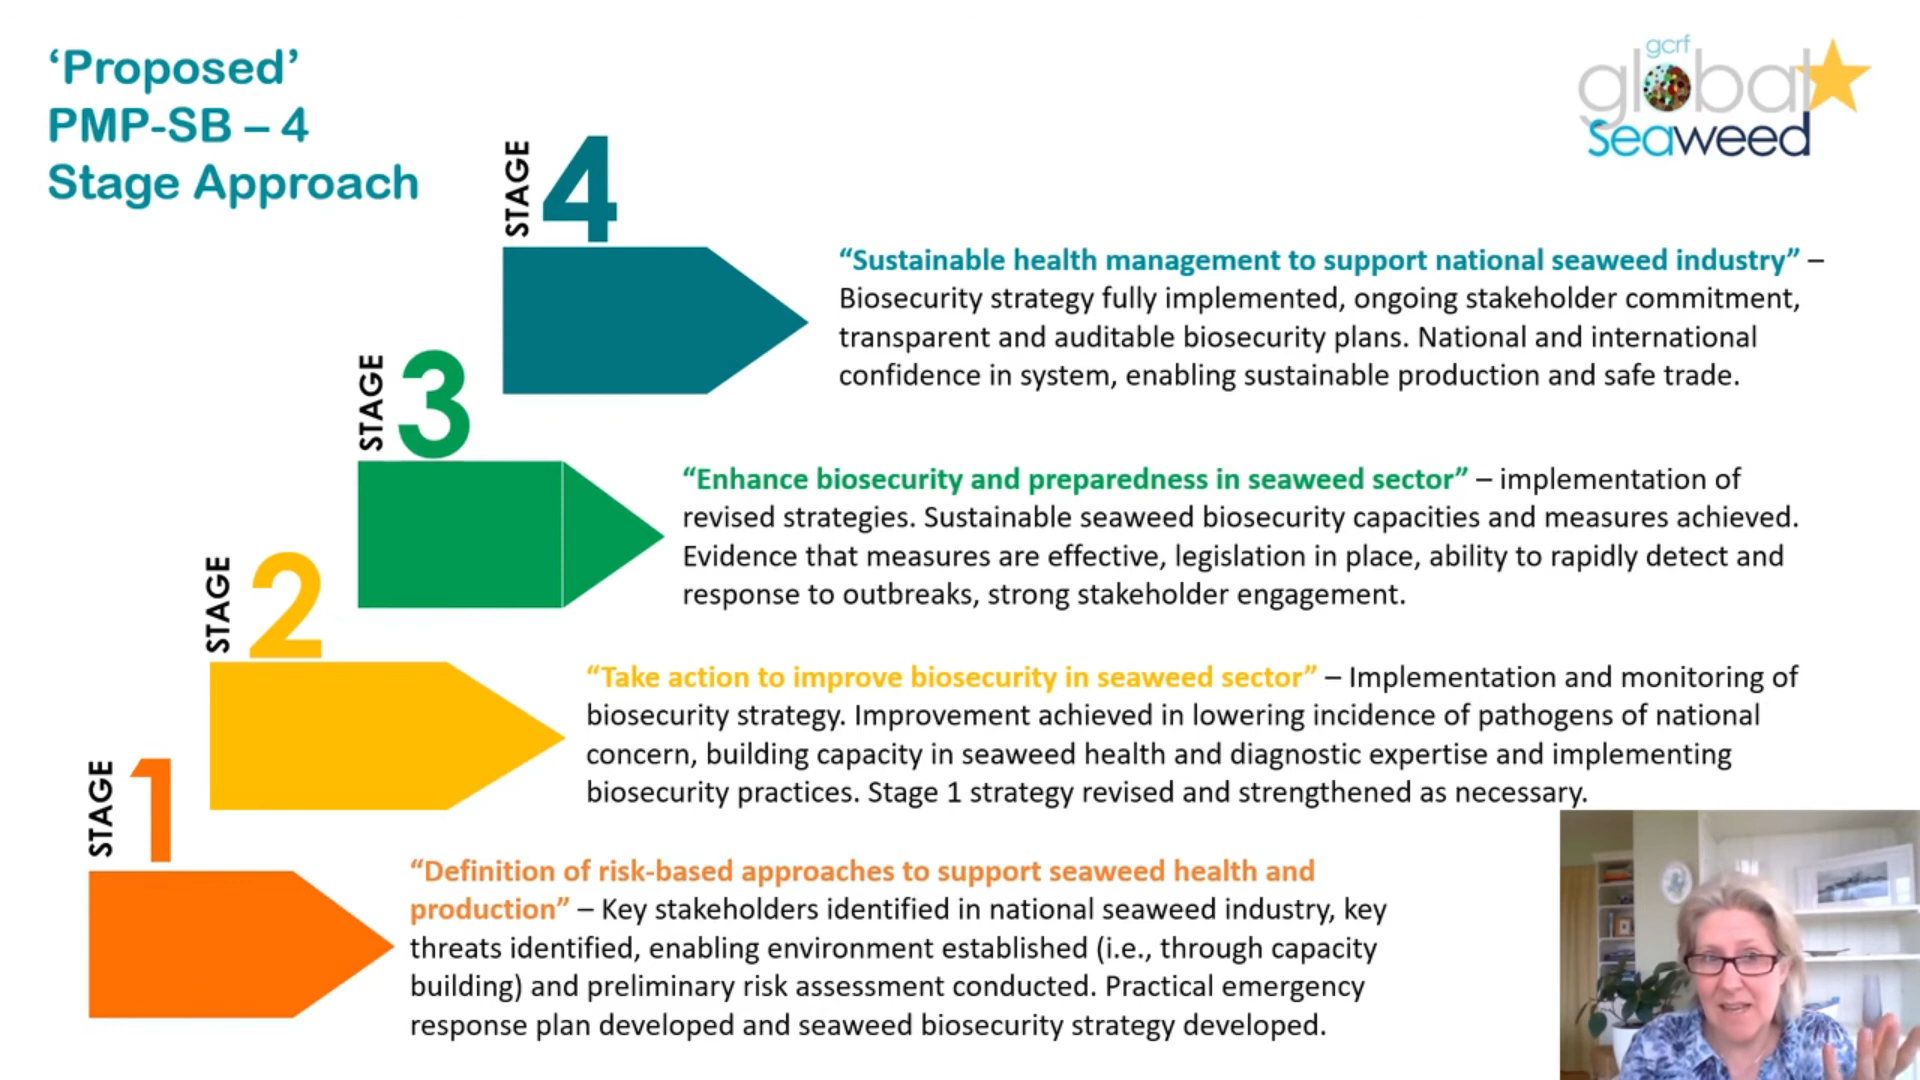 ‘Proposed’
PMP-SB – 4
Stage Approach
gcrf
global
Seaweed
STAGE 4
“Sustainable health management to support national seaweed industry” –
Biosecurity strategy fully implemented, ongoing stakeholder commitment,
transparent and auditable biosecurity plans. National and international
confidence in system, enabling sustainable production and safe trade.
STAGE 3
“Enhance biosecurity and preparedness in seaweed sector” – implementation of
revised strategies. Sustainable seaweed biosecurity capacities and measures achieved.
Evidence that measures are effective, legislation in place, ability to rapidly detect and
response to outbreaks, strong stakeholder engagement.
STAGE 2
“Take action to improve biosecurity in seaweed sector” – Implementation and monitoring of
biosecurity strategy. Improvement achieved in lowering incidence of pathogens of national
concern, building capacity in seaweed health and diagnostic expertise and implementing
biosecurity practices. Stage 1 strategy revised and strengthened as necessary.
STAGE 1
“Definition of risk-based approaches to support seaweed health and
production” – Key stakeholders identified in national seaweed industry, key
threats identified, enabling environment established (i.e., through capacity
building) and preliminary risk assessment conducted. Practical emergency
response plan developed and seaweed biosecurity strategy developed.